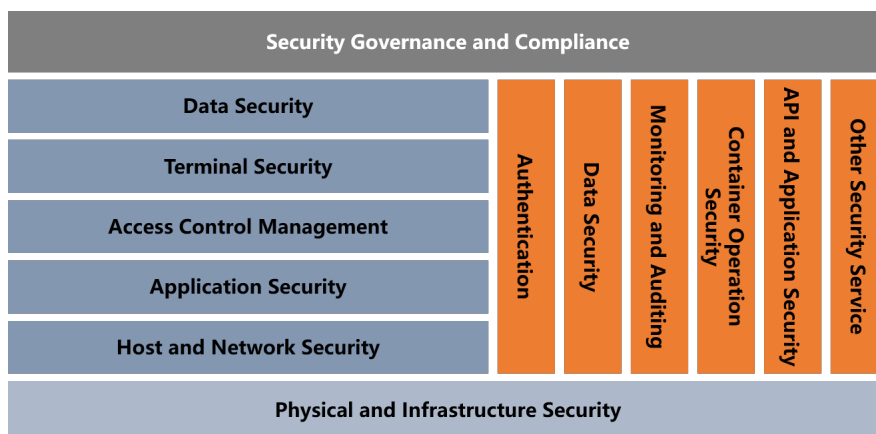 Security Governance and Compliance
Data Security
Terminal Security
Access Control Management
Application Security
Host and Network Security
Authentication
Data Security
Monitoring and Auditing
Container Operation
Security
API and Application Security
Other Security Service
Physical and Infrastructure Security